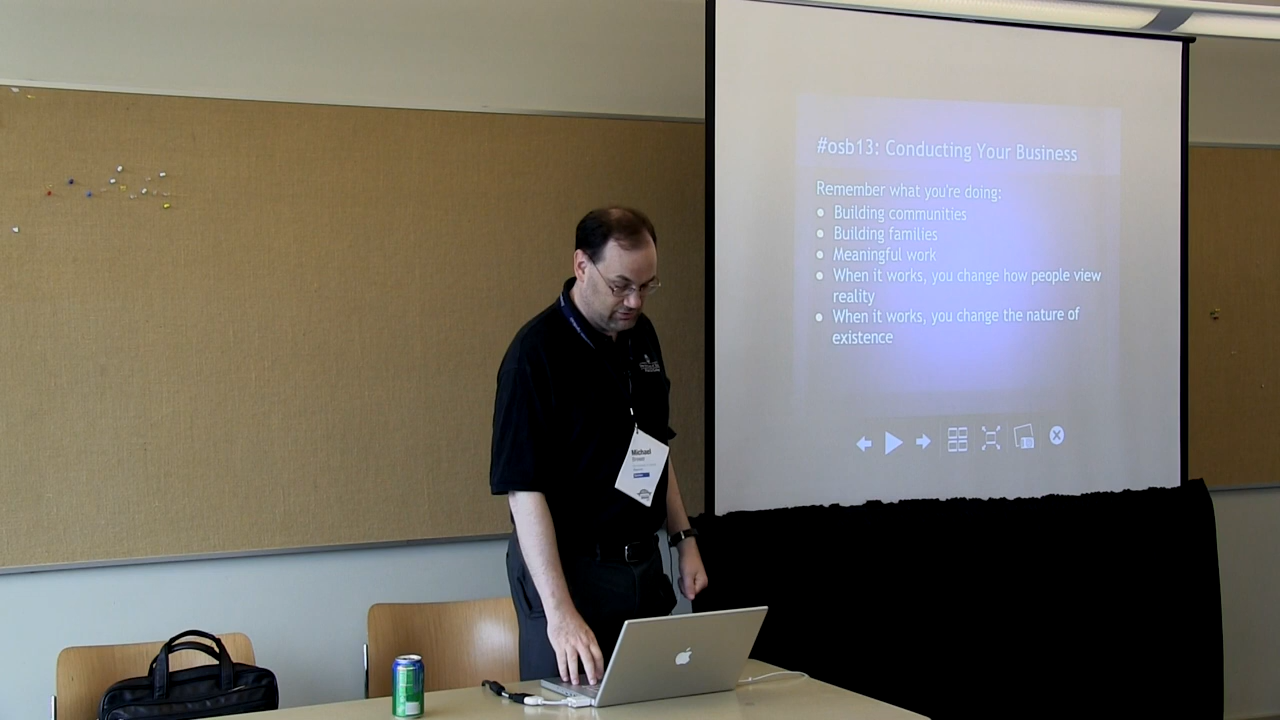 #osb13: Conducting Your Business
Remember what you're doing:
• Building communities
• Building families
• Meaningful work
• When it works, you change how people view
reality
• When it works, you change the nature of
existence
Michael